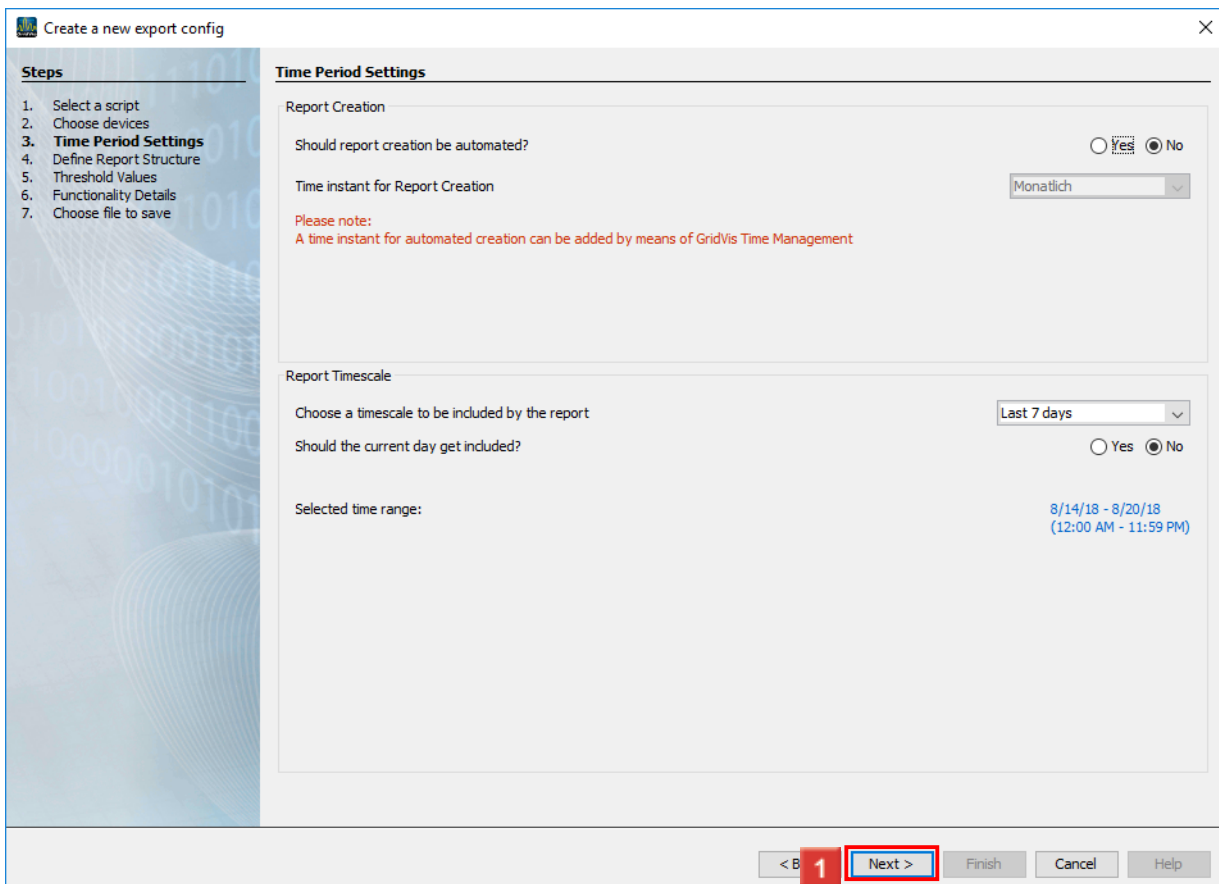 Create a new export config
Steps
1. Select a script
2. Choose devices
3. Time Period Settings
4. Define Report Structure
5. Threshold Values
6. Functionality Details
7. Choose file to save
Time Period Settings
Report Creation
Should report creation be automated?
Yes No
Time instant for Report Creation
Monatlich
Please note:
A time instant for automated creation can be added by means of GridVis Time Management
Report Timescale
Choose a timescale to be included by the report
Last 7 days
Should the current day get included?
Yes No
Selected time range:
8/14/18 - 8/20/18
(12:00 AM - 11:59 PM)
< B 1 Next > Finish Cancel Help